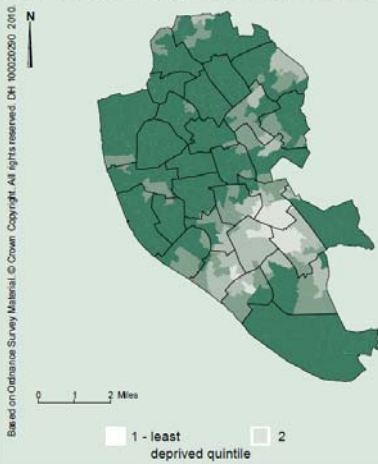 Based on Ordnance Survey Material. © Crown Copyright. All rights reserved. DH 100020290 2010.
N
0 1 2 Miles
1 - least
deprived quintile
2